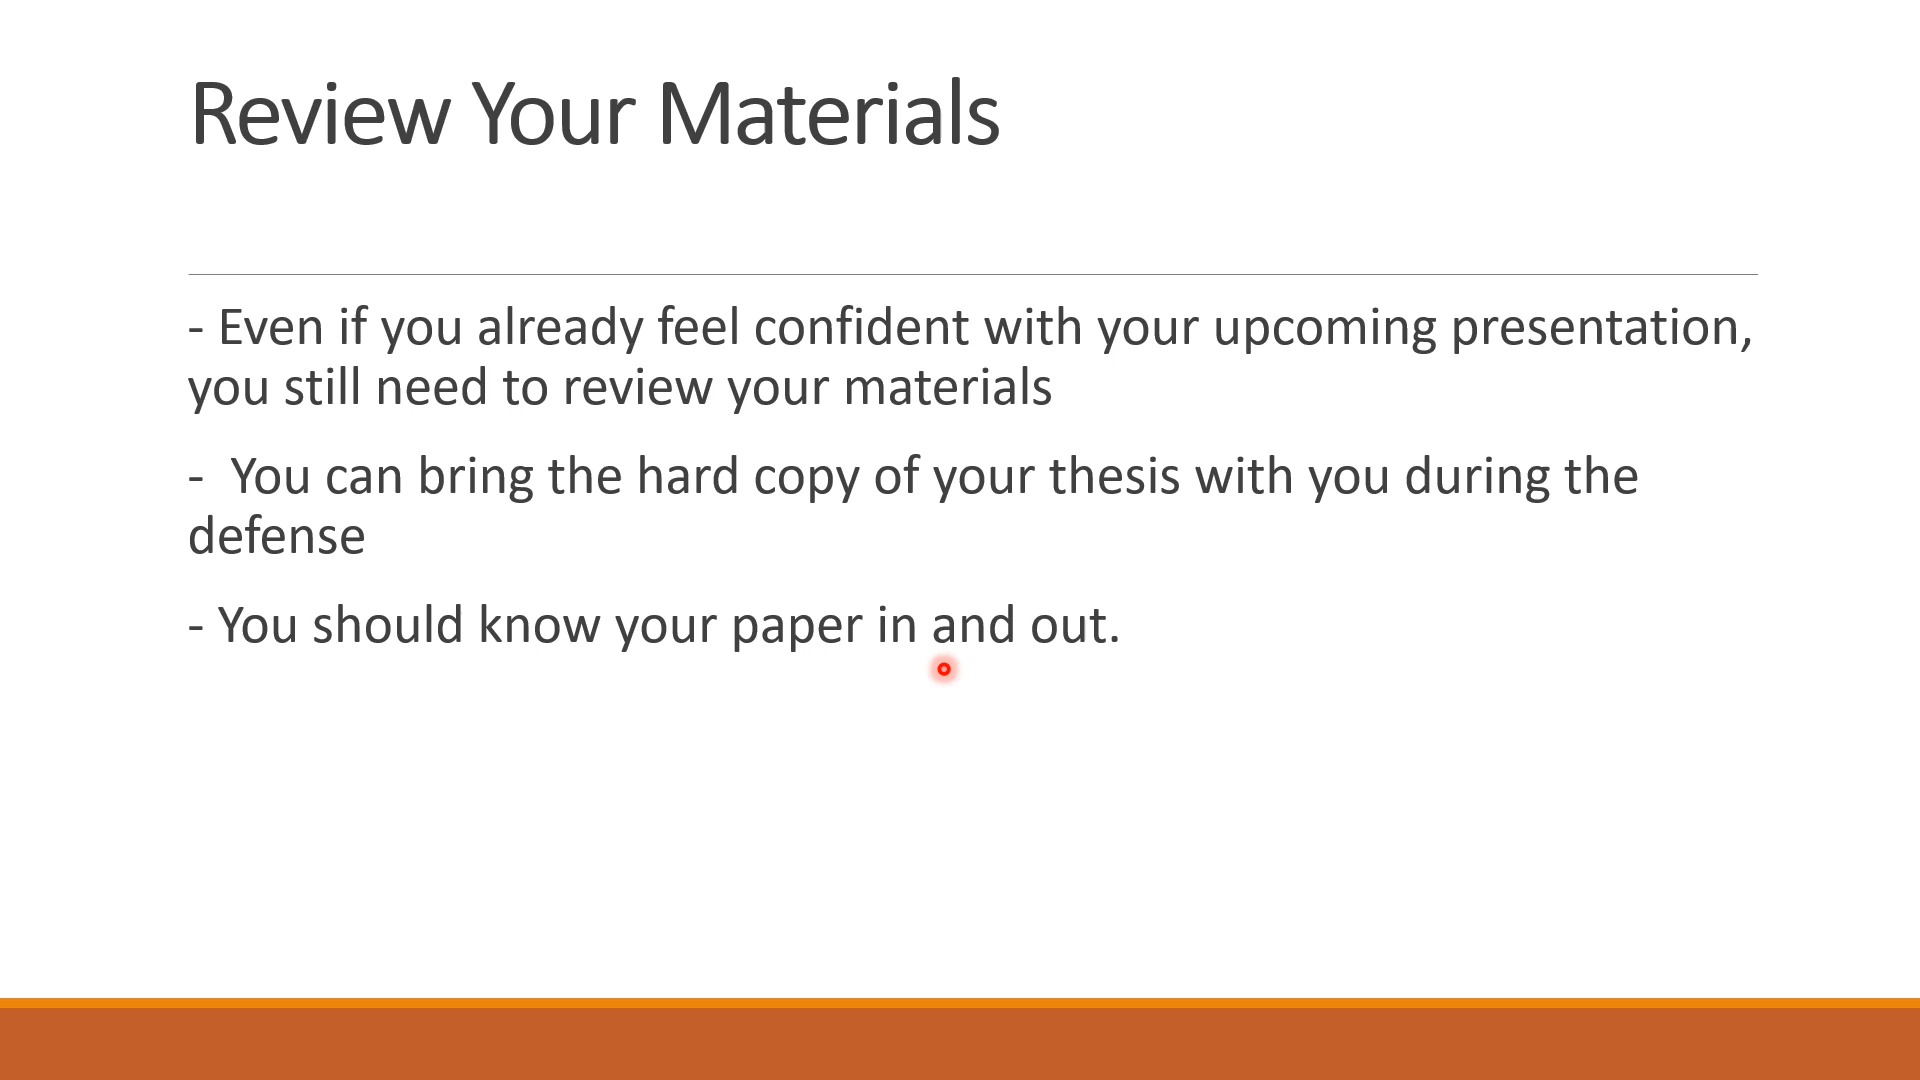 Review Your Materials
- Even if you already feel confident with your upcoming presentation,
you still need to review your materials
-  You can bring the hard copy of your thesis with you during the
defense
- You should know your paper in and out.